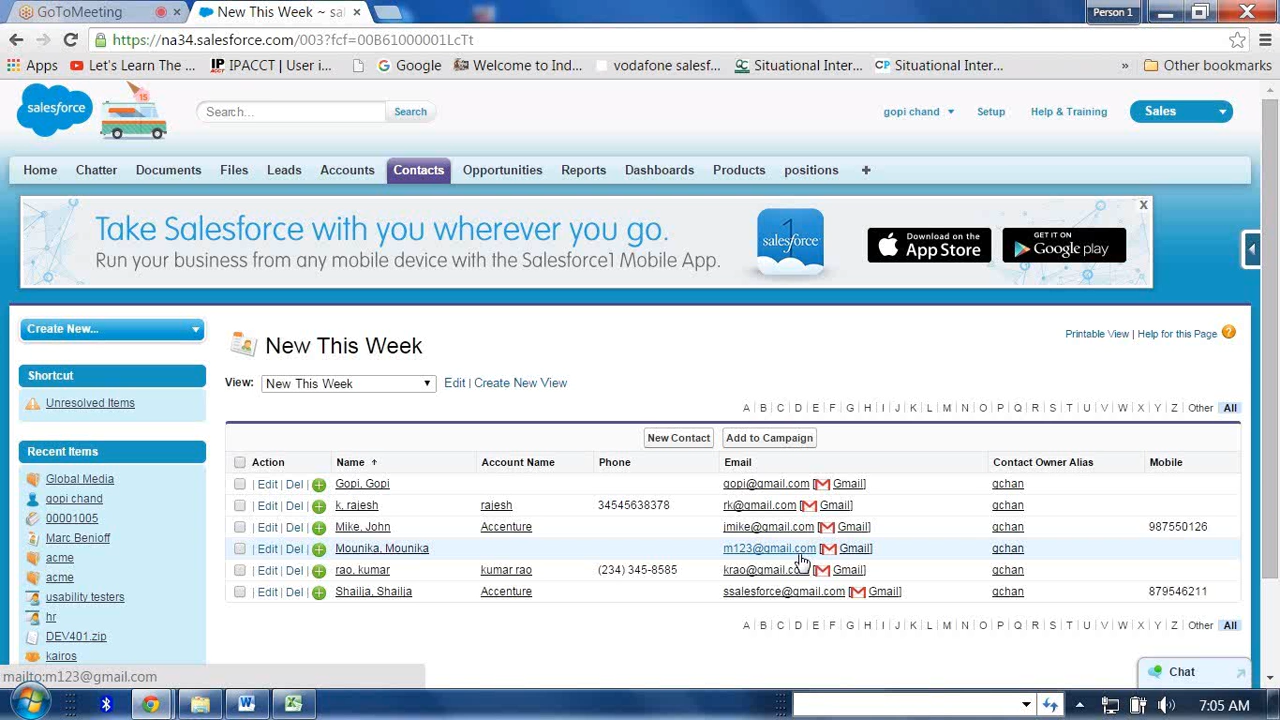 GoToMeeting
New This Week ~ sal
Person 1
https://na34.salesforce.com/003?fcf=00B61000001LcTt
Apps Let's Learn The ... IPACCT | User i... Google Welcome to Ind... vodafone salesf... Situational Inter... CP Situational Inter... » Other bookmarks
salesforce 15 Search... Search gopi chand Setup Help & Training Sales
Home Chatter Documents Files Leads Accounts Contacts Opportunities Reports Dashboards Products positions +
Take Salesforce with you wherever you go.
Run your business from any mobile device with the Salesforce1 Mobile App.
1
salesforce
Download on the
App Store
GET IT ON
Google play
X
Create New...
Shortcut
Unresolved Items
Recent Items
Global Media
gopi chand
00001005
Marc Benioff
acme
acme
usability testers
hr
DEV401.zip
kairos
New This Week
Printable View | Help for this Page ?
View: New This Week Edit | Create New View
A B C D E F G H I J K L M N O P Q R S T U V W X Y Z Other All
New Contact Add to Campaign
Action Name Account Name Phone Email Contact Owner Alias Mobile
| Edit | Del | Gopi, Gopi gopi@gmail.com [ Gmail] gchan
| Edit | Del | k, rajesh rajesh 34545638378 rk@gmail.com [ Gmail] gchan
| Edit | Del | Mike, John Accenture jmike@gmail.com [ Gmail] gchan 987550126
| Edit | Del | Mounika, Mounika m123@gmail.com [ Gmail] gchan
| Edit | Del | rao, kumar kumar rao (234) 345-8585 krao@gmail.com [ Gmail] gchan
| Edit | Del | Shailia, Shailia Accenture ssalesforce@gmail.com [ Gmail] gchan 879546211
A B C D E F G H I J K L M N O P Q R S T U V W X Y Z Other All
Chat
mailto:m123@gmail.com
7:05 AM